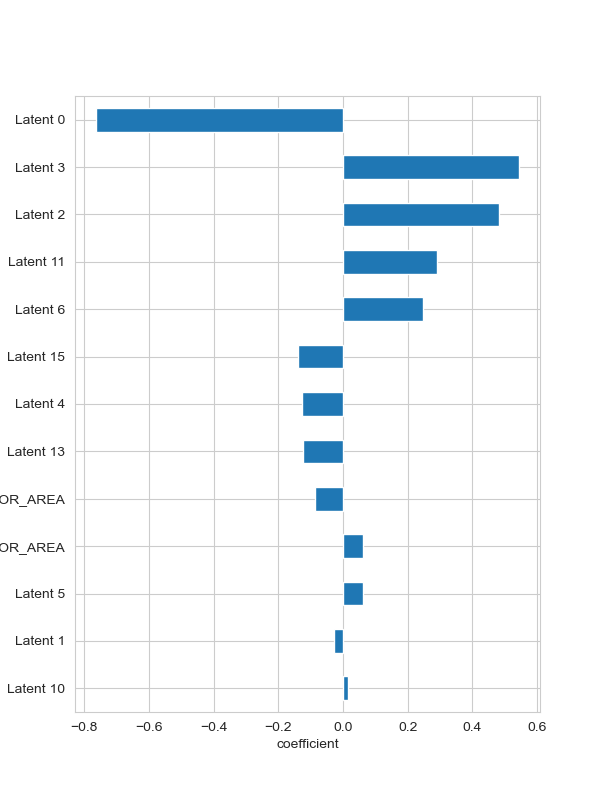 Latent 0
Latent 3
Latent 2
Latent 11
Latent 6
Latent 15
Latent 4
Latent 13
OR_AREA
OR_AREA
Latent 5
Latent 1
Latent 10
−0.8 −0.6 −0.4 −0.2 0.0 0.2 0.4 0.6
coefficient